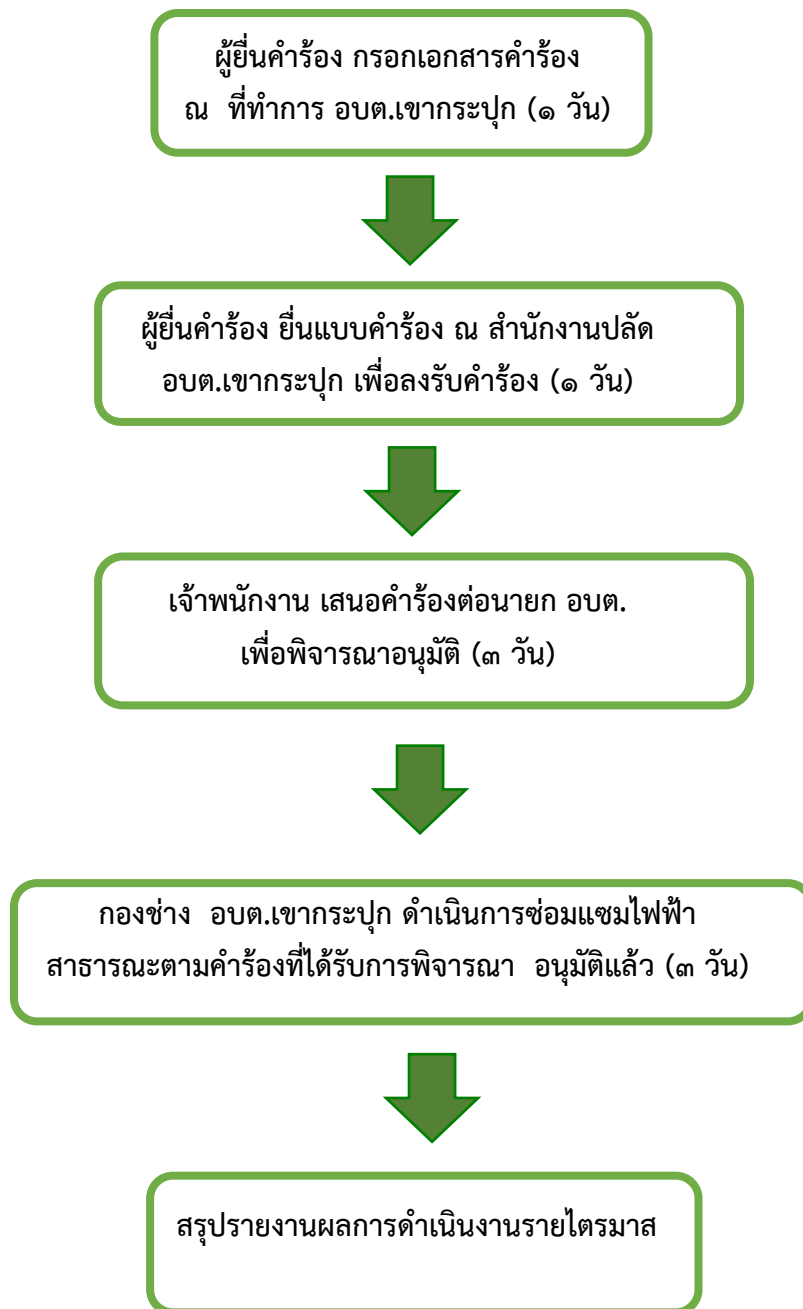 ผู้ยื่นคำร้อง กรอกเอกสารคำร้อง
ณ ที่ทำการ อบต.เขากระปุก (๑ วัน)
ผู้ยื่นคำร้อง ยื่นแบบคำร้อง ณ สำนักงานปลัด
อบต.เขากระปุก เพื่อลงรับคำร้อง (๑ วัน)
เจ้าพนักงาน เสนอคำร้องต่อนายก อบต.
เพื่อพิจารณาอนุมัติ (๓ วัน)
กองช่าง อบต.เขากระปุก ดำเนินการซ่อมแซมไฟฟ้า
สาธารณะตามคำร้องที่ได้รับการพิจารณา อนุมัติแล้ว (๓ วัน)
สรุปรายงานผลการดำเนินงานรายไตรมาส